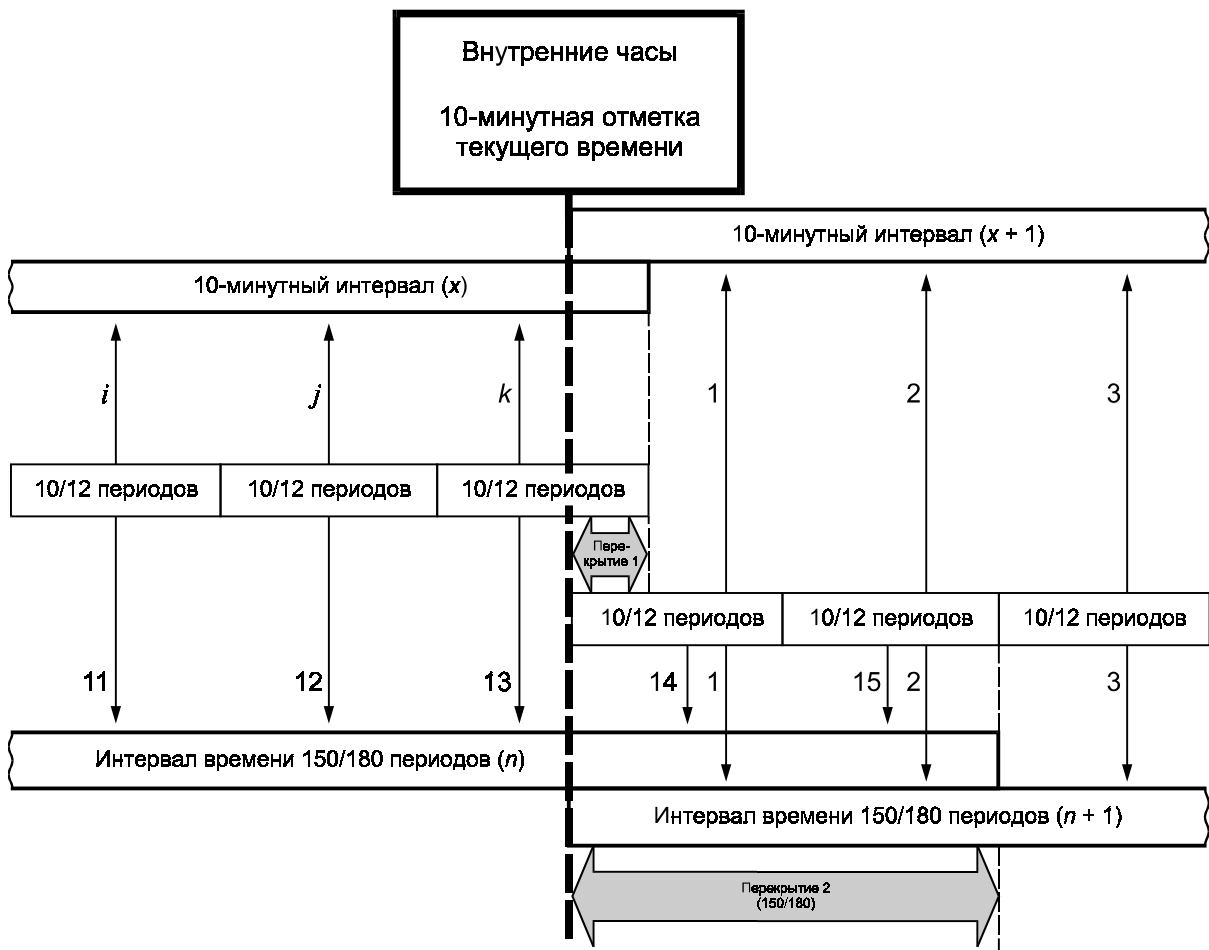 Внутренние часы
10-минутная отметка
текущего времени
10-минутный интервал (x + 1)
10-минутный интервал (x)
i
j
k
1
2
3
10/12 периодов
10/12 периодов
10/12 периодов
Пере-
крытие 1
10/12 периодов
10/12 периодов
10/12 периодов
11
12
13
14
1
15
2
3
Интервал времени 150/180 периодов (n)
Интервал времени 150/180 периодов (n + 1)
Перекрытие 2
(150/180)